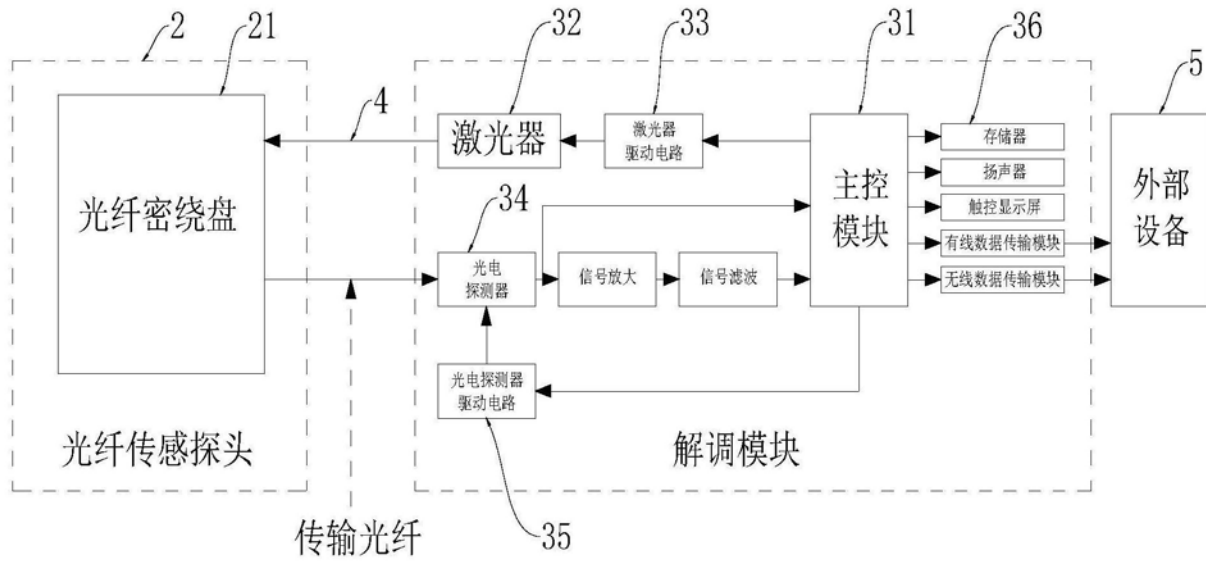 2
21
32
33
31
36
5
4
激光器
激光器
驱动电路
存储器
扬声器
触控显示屏
有线数据传输模块
无线数据传输模块
主控
模块
外部
设备
光纤密绕盘
34
光电
探测器
信号放大
信号滤波
光电探测器
驱动电路
光纤传感探头
解调模块
传输光纤
35